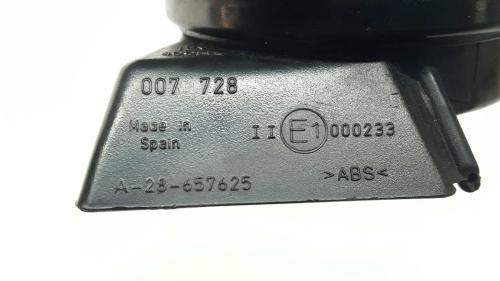 007 728
Made in
Spain
II E1 000233
A-28-657625
>ABS<